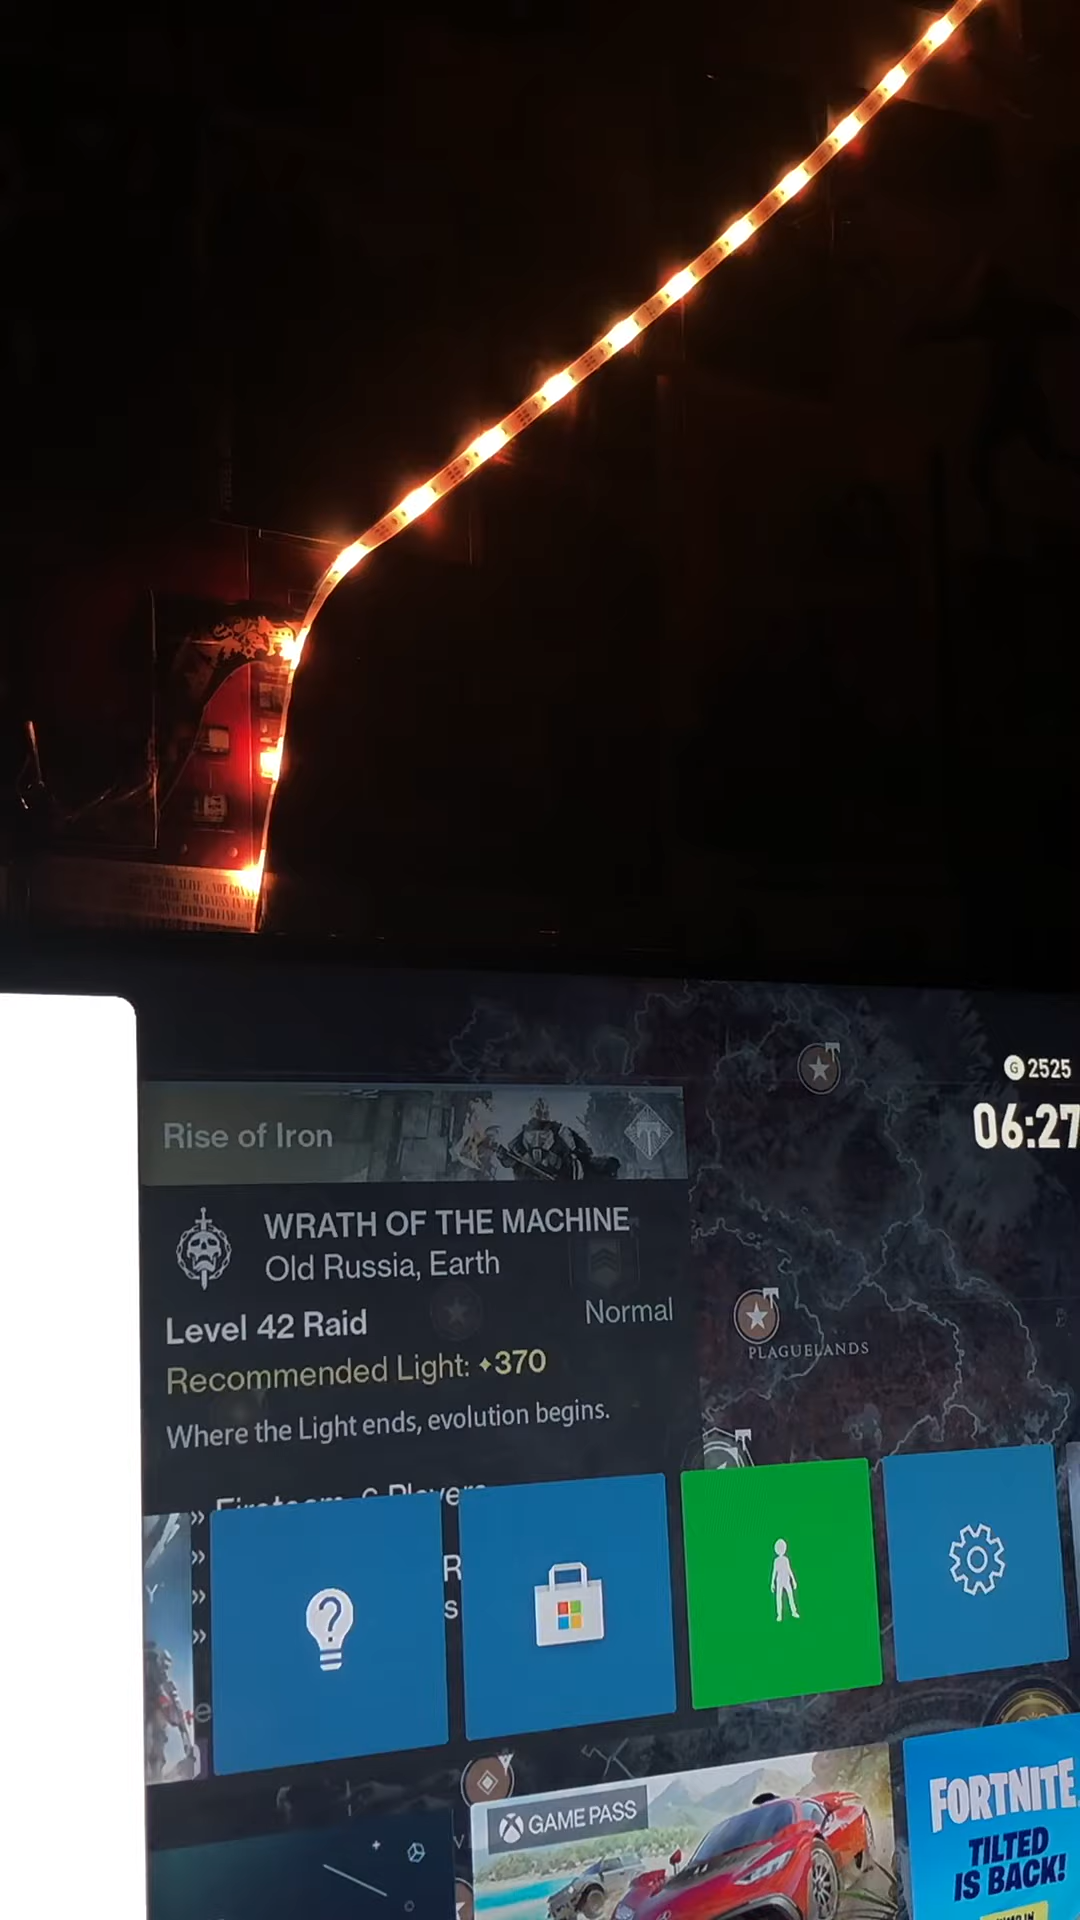 2525
06:27
Rise of Iron
WRATH OF THE MACHINE
Old Russia, Earth
Level 42 Raid
Normal
Recommended Light: 370
Where the Light ends, evolution begins.
PLAGUELANDS
GAME PASS
FORTNITE
TILTED
IS BACK!